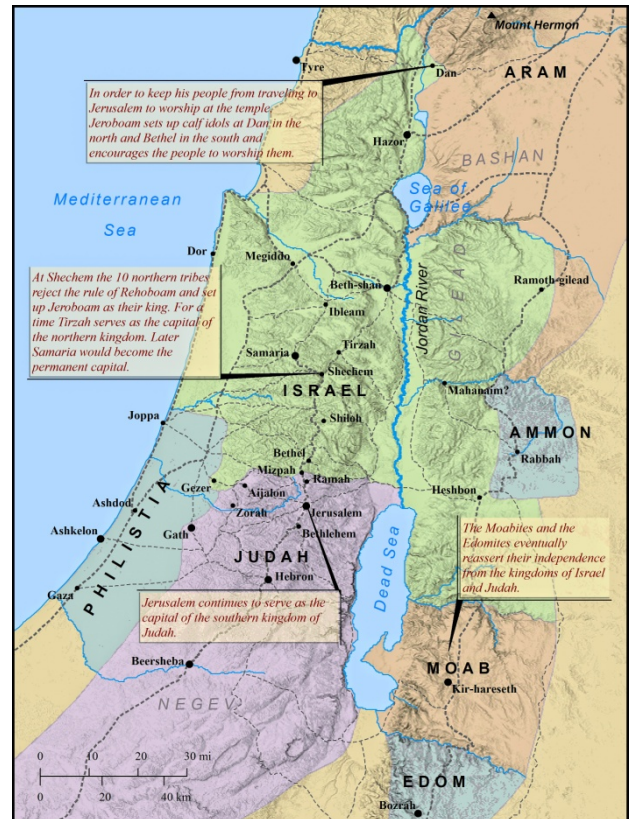 Mount Hermon
Tyre
Dan
ARAM
In order to keep his people from traveling to
Jerusalem to worship at the temple,
Jeroboam sets up calf idols at Dan in the
north and Bethel in the south and
encourages the people to worship them.
Hazor
BASHAN
Sea of
Galilee
Mediterranean
Sea
Dor
Megiddo
Beth-shan
Jordan River
GILEAD
Ramoth-gilead
At Shechem the 10 northern tribes
reject the rule of Rehoboam and set
up Jeroboam as their king. For a
time Tirzah serves as the capital of
the northern kingdom. Later
Samaria would become the
permanent capital.
Ibleam
Tirzah
Samaria
Shechem
ISRAEL
Mahanaim?
Joppa
Shiloh
AMMON
Rabbah
Bethel
Mizpah
Ramah
Gezer
Aijalon
Heshbon
Ashdod
Zorah
Jerusalem
PHILISTIA
Ashkelon
Gath
Bethlehem
JUDAH
Dead Sea
The Moabites and the
Edomites eventually
reassert their independence
from the kingdoms of Israel
and Judah.
Hebron
Gaza
Jerusalem continues to serve as the
capital of the southern kingdom of
Judah.
Beersheba
MOAB
Kir-hareseth
NEGEV
0 10 20 30 mi
0 20 40 km
EDOM
Bozrah